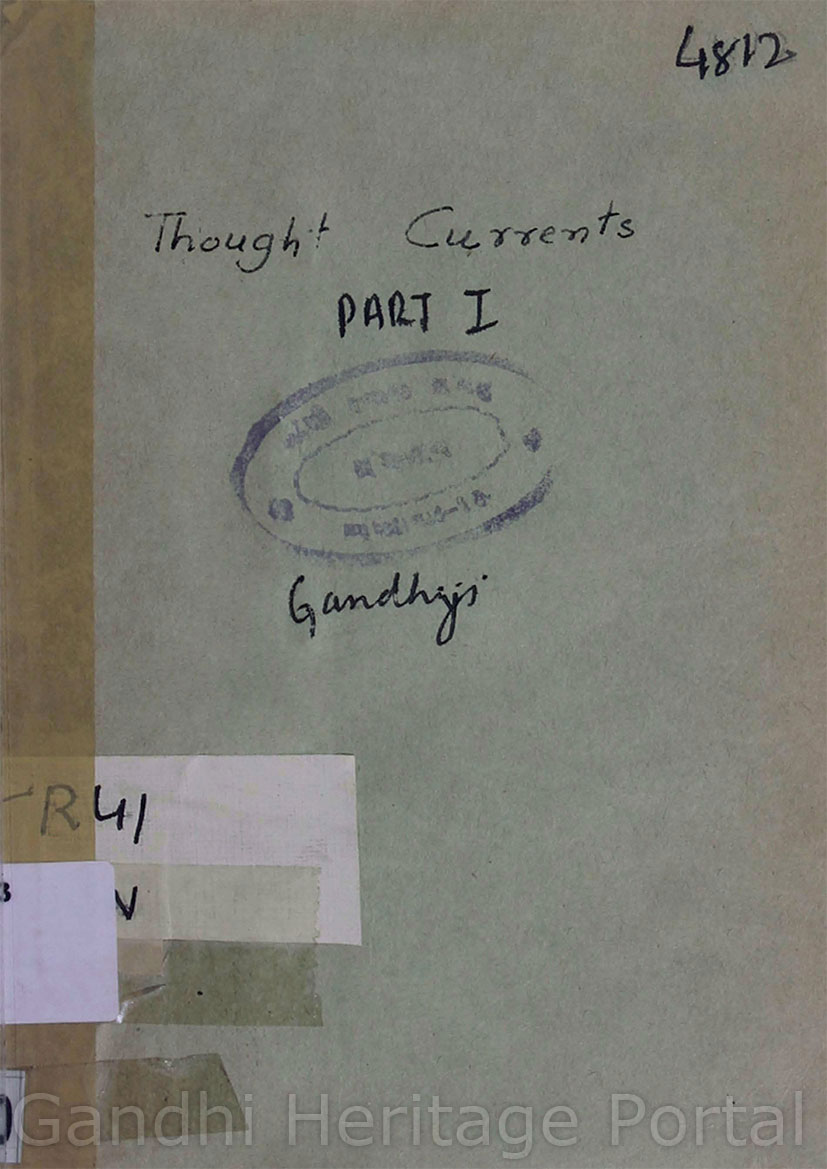 4812
Thought Currents
PART I
Gandhiji
R41
N
Gandhi Heritage Portal